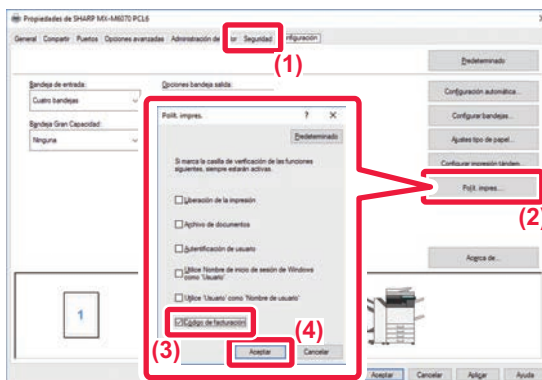 Propiedades de SHARP MX-M6070 PCL6
General Compartir Puertos Opciones avanzadas Administración de Seguridad
(1)
Predeterminado
Bandeja de entrada:
Opciones bandeja salida:
Cuatro bandejas
Configuración automática...
Bandeja Gran Capacidad:
Configurar bandejas...
Ninguna
Ajustes tipo de papel...
Configurar impresión tándem...
Polít. impres...
(2)
Acerca de...
Polít. impres.
? X
Predeterminado
Si marca la casilla de verificación de las funciones
siguientes, siempre estarán activas.
Liberación de la impresión
Archivo de documentos
Autentificación de usuario
Utilice Nombre de inicio de sesión de Windows
como 'Usuario'
Utilice 'Usuario' como 'Nombre de usuario'
Código de facturación
(3)
(4)
Aceptar Cancelar
1
Aceptar Cancelar Aplicar Ayuda